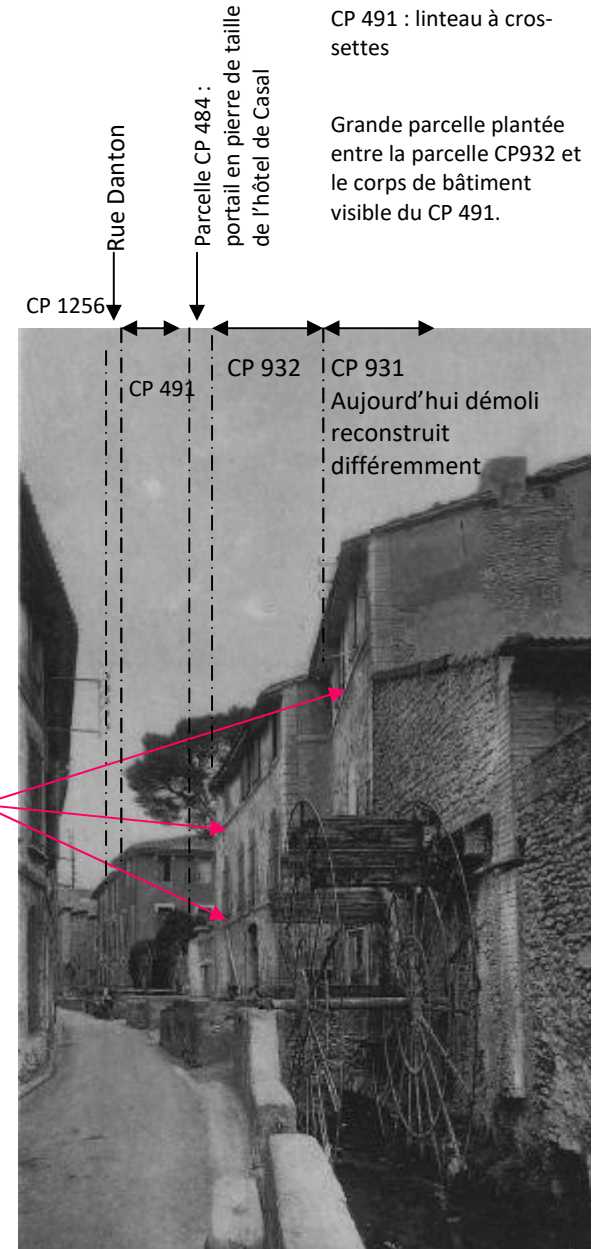 CP 491 : linteau à cros-
settes
Grande parcelle plantée
entre la parcelle CP932 et
le corps de bâtiment
visible du CP 491.
Rue Danton
Parcelle CP 484 :
portail en pierre de taille
de l'hôtel de Casal
CP 1256
CP 491
CP 932
CP 931
Aujourd'hui démoli
reconstruit
différemment